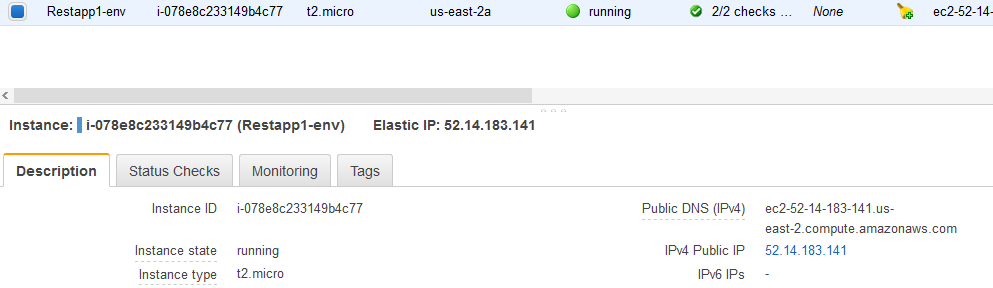 Restapp1-env i-078e8c233149b4c77 t2.micro us-east-2a running 2/2 checks ... None ec2-52-14-
Instance: i-078e8c233149b4c77 (Restapp1-env) Elastic IP: 52.14.183.141
Description Status Checks Monitoring Tags
Instance ID i-078e8c233149b4c77 Public DNS (IPv4) ec2-52-14-183-141.us-
east-2.compute.amazonaws.com
Instance state running IPv4 Public IP 52.14.183.141
Instance type t2.micro IPv6 IPs -